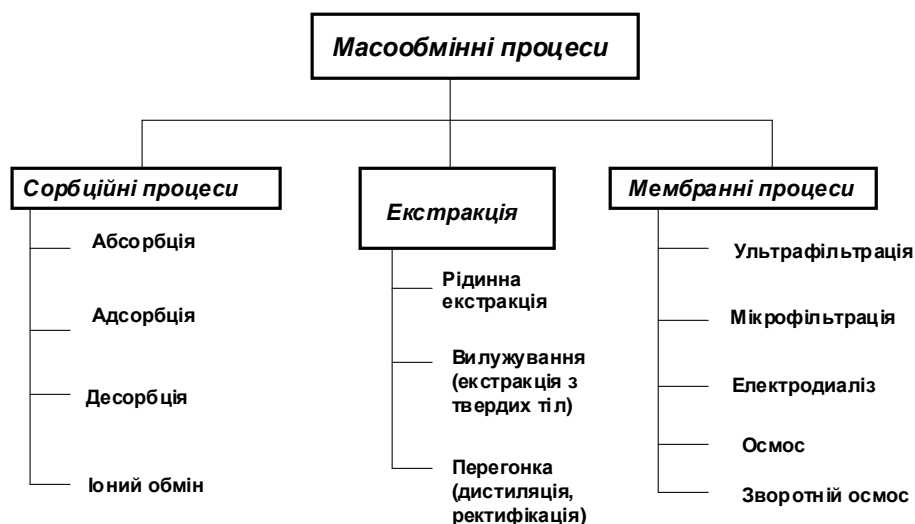 Масообмінні процеси
Сорбційні процеси
Абсорбція
Адсорбція
Десорбція
Іоний обмін
Екстракція
Рідинна
екстракція
Вилужування
(екстракція з
твердих тіл)
Перегонка
(дистиляція,
ректифікація)
Мембранні процеси
Ультрафільтрація
Мікрофільтрація
Електродиаліз
Осмос
Зворотній осмос